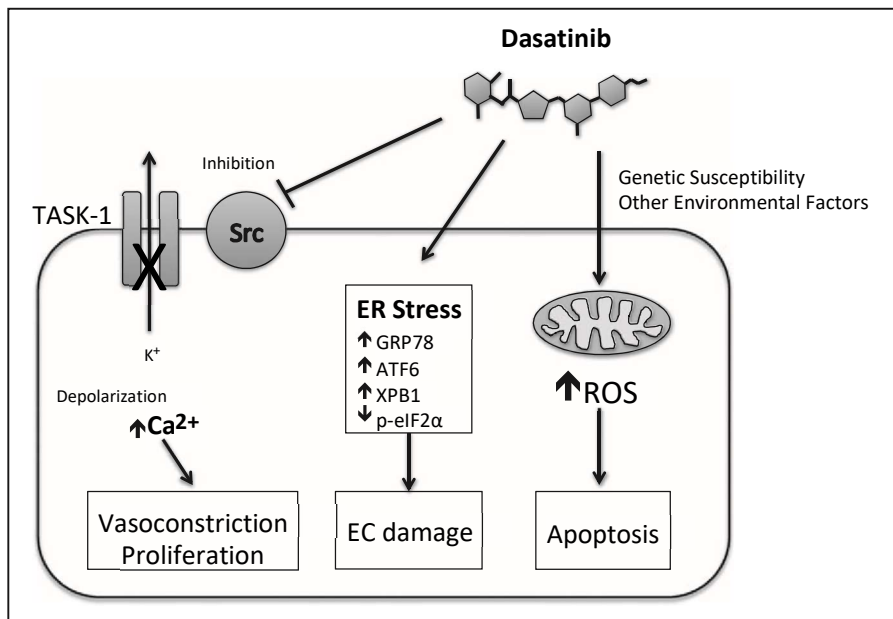 Dasatinib
Inhibition
TASK-1
Src
Genetic Susceptibility
Other Environmental Factors
X
K⁺
Depolarization
Ca²⁺
ER Stress
GRP78
ATF6
XPB1
p-eIF2α
ROS
Vasoconstriction
Proliferation
EC damage
Apoptosis